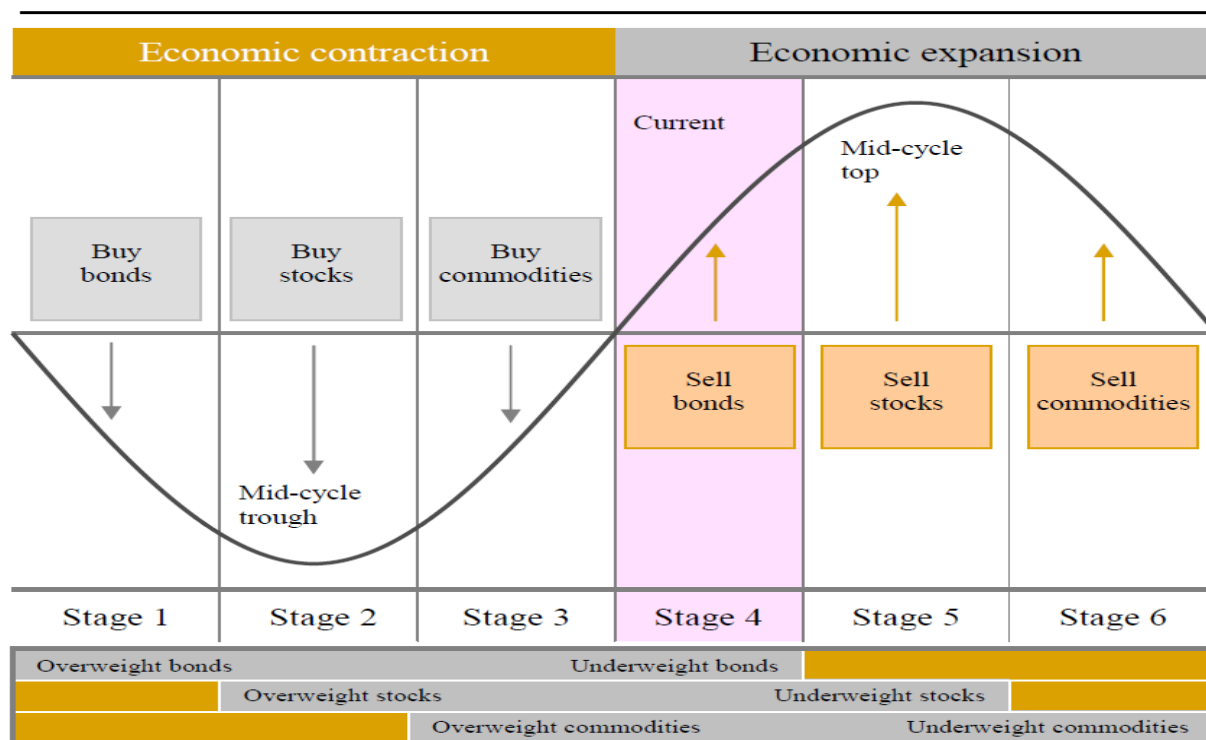 Economic contraction
Economic expansion
Current
Mid-cycle
top
Buy
bonds
Buy
stocks
Buy
commodities
Sell
bonds
Sell
stocks
Sell
commodities
Mid-cycle
trough
Stage 1
Stage 2
Stage 3
Stage 4
Stage 5
Stage 6
Overweight bonds
Underweight bonds
Overweight stocks
Underweight stocks
Overweight commodities
Underweight commodities